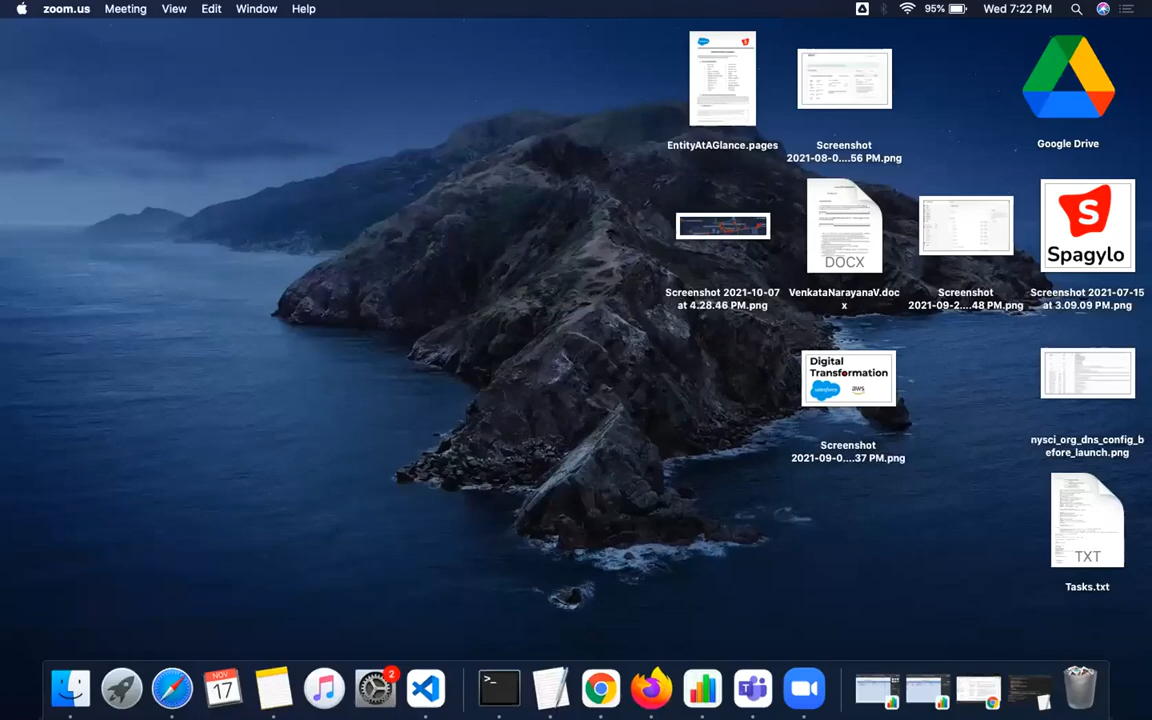 zoom.us Meeting View Edit Window Help 95% Wed 7:22 PM
EntityAtAGlance.pages
Screenshot
2021-08-0....56 PM.png
Google Drive
Screenshot 2021-10-07
at 4.28.46 PM.png
DOCX
VenkataNarayanaV.doc
x
Screenshot
2021-09-2....48 PM.png
S
Spagylo
Screenshot 2021-07-15
at 3.09.09 PM.png
Digital
Transformation
salesforce aws
Screenshot
2021-09-0....37 PM.png
nysci_org_dns_config_b
efore_launch.png
TXT
Tasks.txt
NOV
17
2
>_